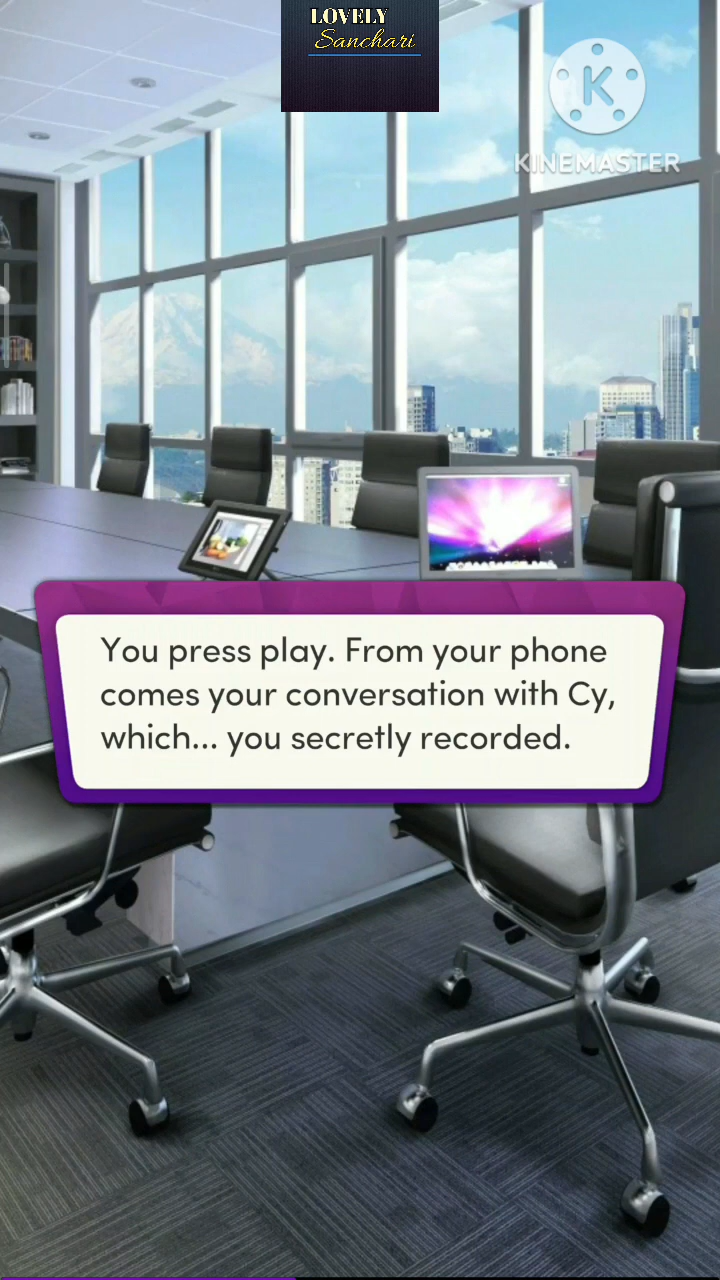 LOVELY
Sanchari
K
KINEMASTER
You press play. From your phone
comes your conversation with Cy,
which... you secretly recorded.